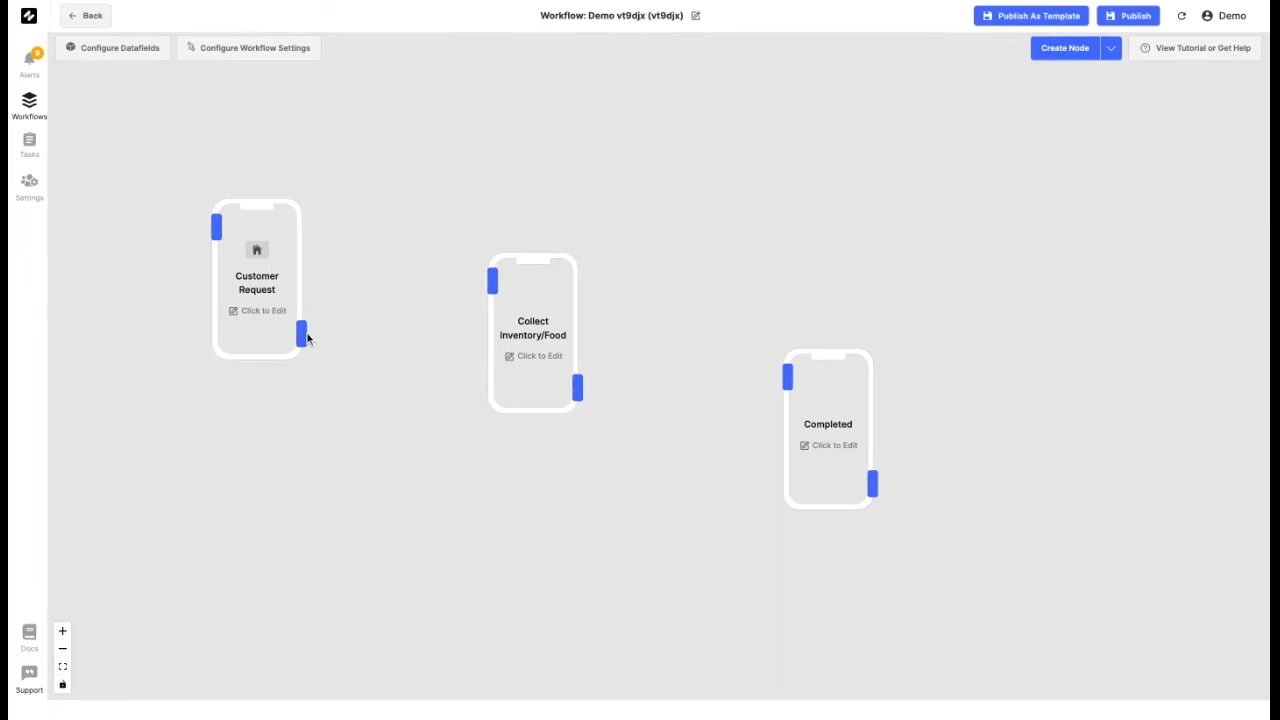 Back
Workflow: Demo vt9djx (vt9djx)
Publish As Template
Publish
Demo
Configure Datafields
Configure Workflow Settings
Create Node
View Tutorial or Get Help
Alerts
Workflows
Tasks
Settings
Customer
Request
Click to Edit
Collect
Inventory/Food
Click to Edit
Completed
Click to Edit
Docs
Support